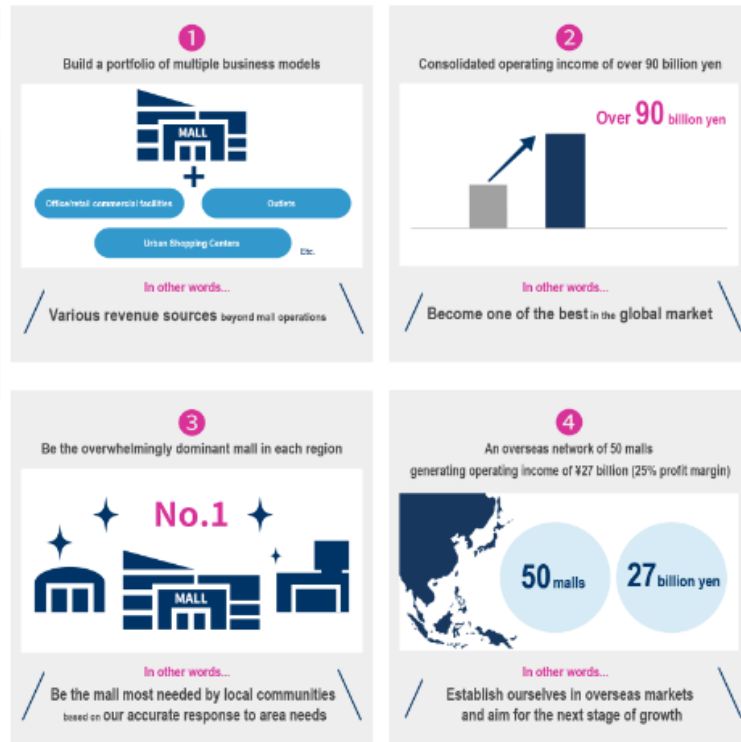 1
Build a portfolio of multiple business models
MALL
+
Office/retail commercial facilities
Outlets
Urban Shopping Centers
Etc.
In other words...
Various revenue sources beyond mall operations
2
Consolidated operating income of over 90 billion yen
Over 90 billion yen
In other words...
Become one of the best in the global market
3
Be the overwhelmingly dominant mall in each region
No.1
MALL
In other words...
Be the mall most needed by local communities
based on our accurate response to area needs
4
An overseas network of 50 malls
generating operating income of ¥27 billion (25% profit margin)
50 malls
27 billion yen
In other words...
Establish ourselves in overseas markets
and aim for the next stage of growth